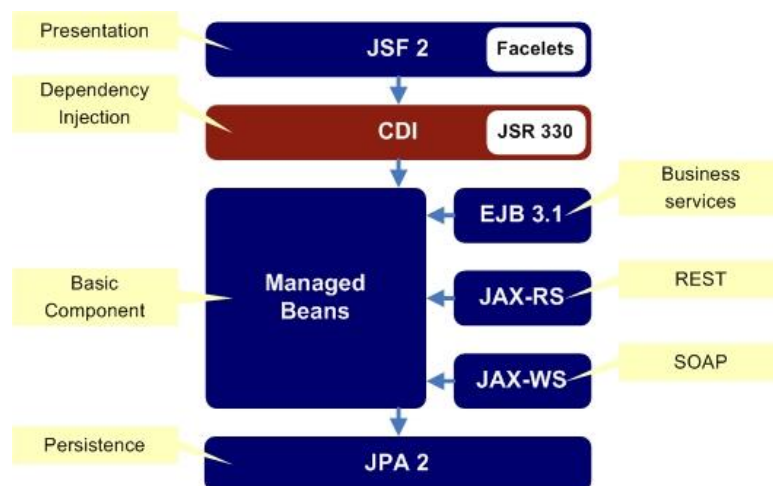 Presentation
JSF 2
Facelets
Dependency
Injection
CDI
JSR 330
Business
services
EJB 3.1
Basic
Component
Managed
Beans
JAX-RS
REST
JAX-WS
SOAP
Persistence
JPA 2